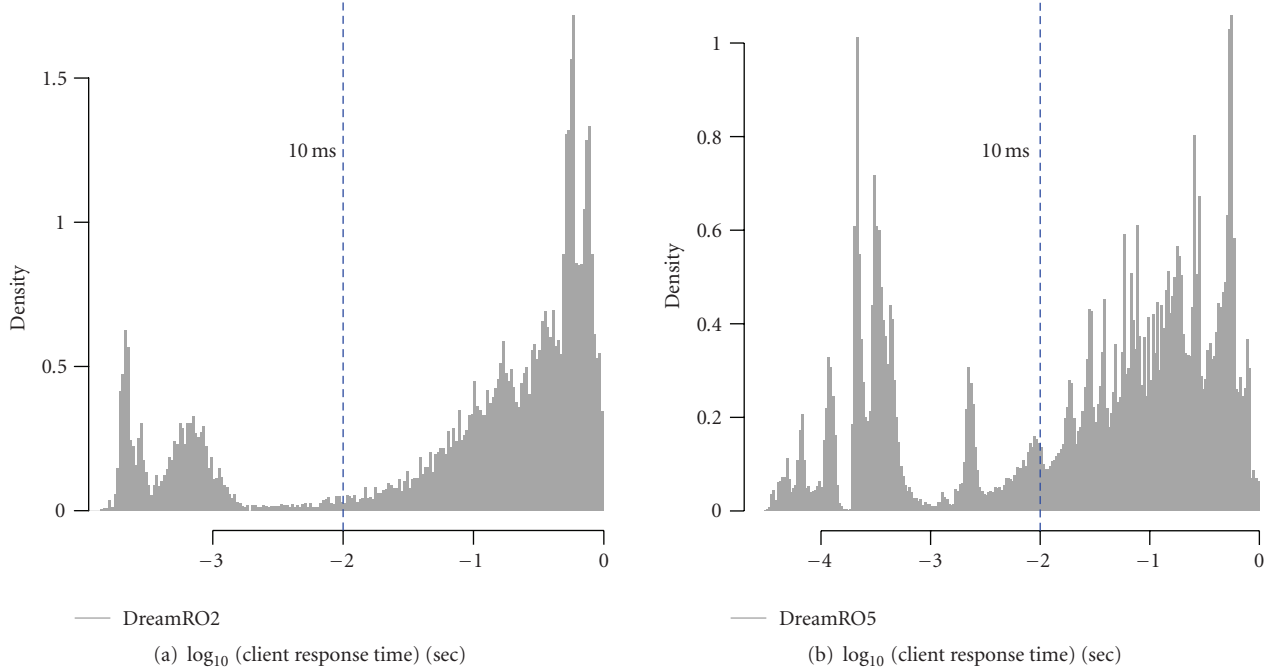 1.5
1
0.5
0
Density
10 ms
−3
−2
−1
0
DreamRO2
(a) log₁₀ (client response time) (sec)
1
0.8
0.6
0.4
0.2
0
Density
10 ms
−4
−3
−2
−1
0
DreamRO5
(b) log₁₀ (client response time) (sec)